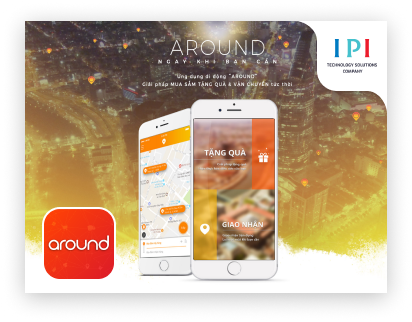 AROUND
NGAY KHI BẠN CẦN
Ứng dụng di động "AROUND"
Giải pháp MUA SẮM TẶNG QUÀ & VẬN CHUYỂN tức thời
IPI
TECHNOLOGY SOLUTIONS
COMPANY
TẶNG QUÀ
GIAO NHẬN
around